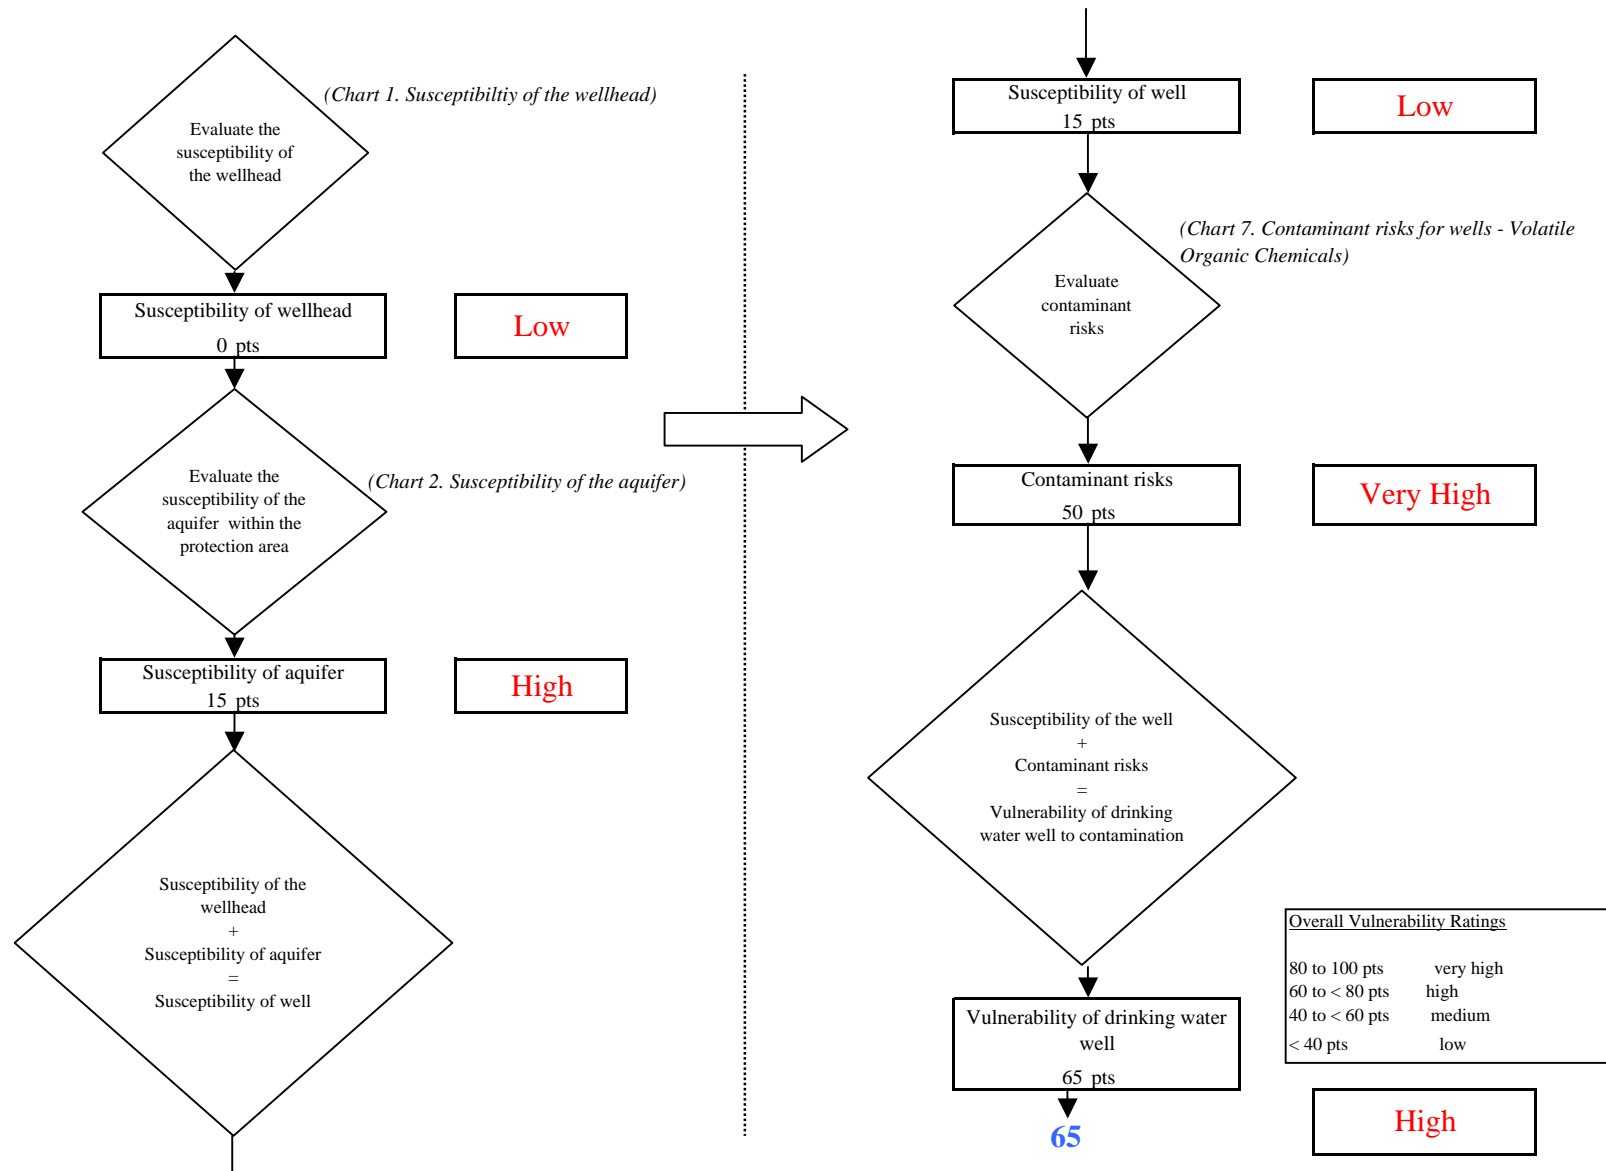 (Chart 1. Susceptibiltiy of the wellhead)
Evaluate the
susceptibility of
the wellhead
Susceptibility of wellhead
0 pts
Low
Evaluate the
susceptibility of the
aquifer within the
protection area
(Chart 2. Susceptibility of the aquifer)
Susceptibility of aquifer
15 pts
High
Susceptibility of the
wellhead
+
Susceptibility of aquifer
=
Susceptibility of well
Susceptibility of well
15 pts
Low
(Chart 7. Contaminant risks for wells - Volatile
Organic Chemicals)
Evaluate
contaminant
risks
Contaminant risks
50 pts
Very High
Susceptibility of the well
+
Contaminant risks
=
Vulnerability of drinking
water well to contamination
Overall Vulnerability Ratings
80 to 100 pts very high
60 to < 80 pts high
40 to < 60 pts medium
< 40 pts low
Vulnerability of drinking water
well
65 pts
65
High